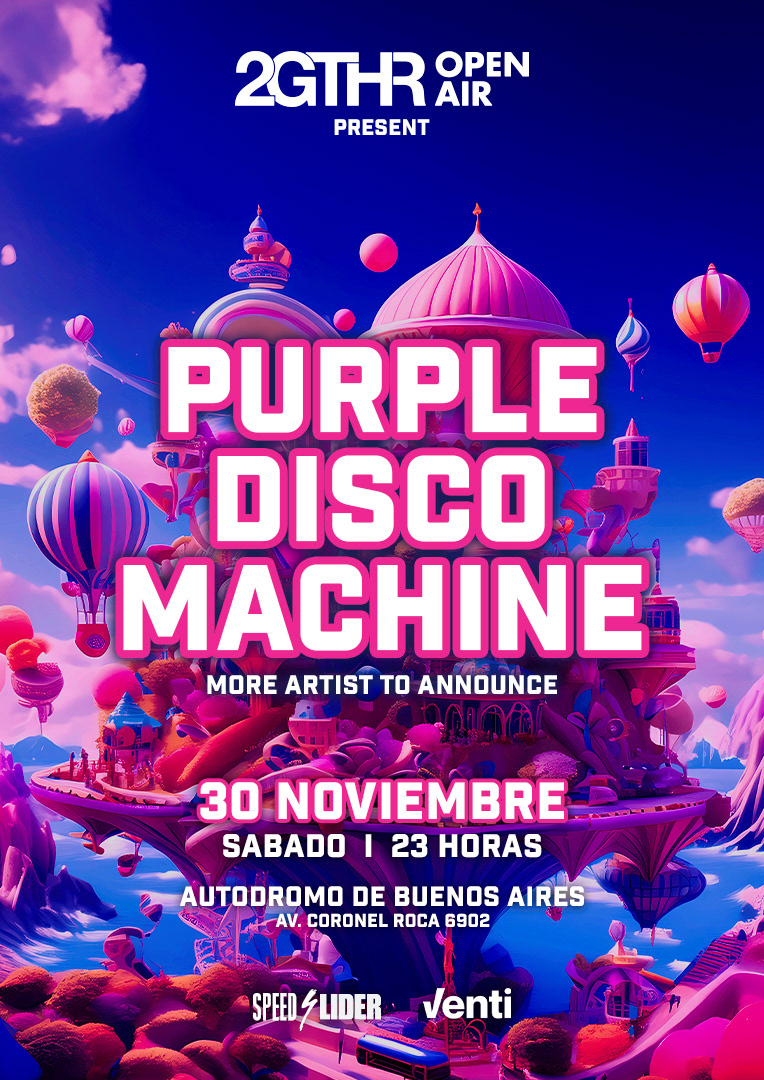 2GTHR OPEN AIR
PRESENT
PURPLE
DISCO
MACHINE
MORE ARTIST TO ANNOUNCE
30 NOVIEMBRE
SABADO | 23 HORAS
AUTODROMO DE BUENOS AIRES
AV. CORONEL ROCA 6902
SPEED LIDER venti